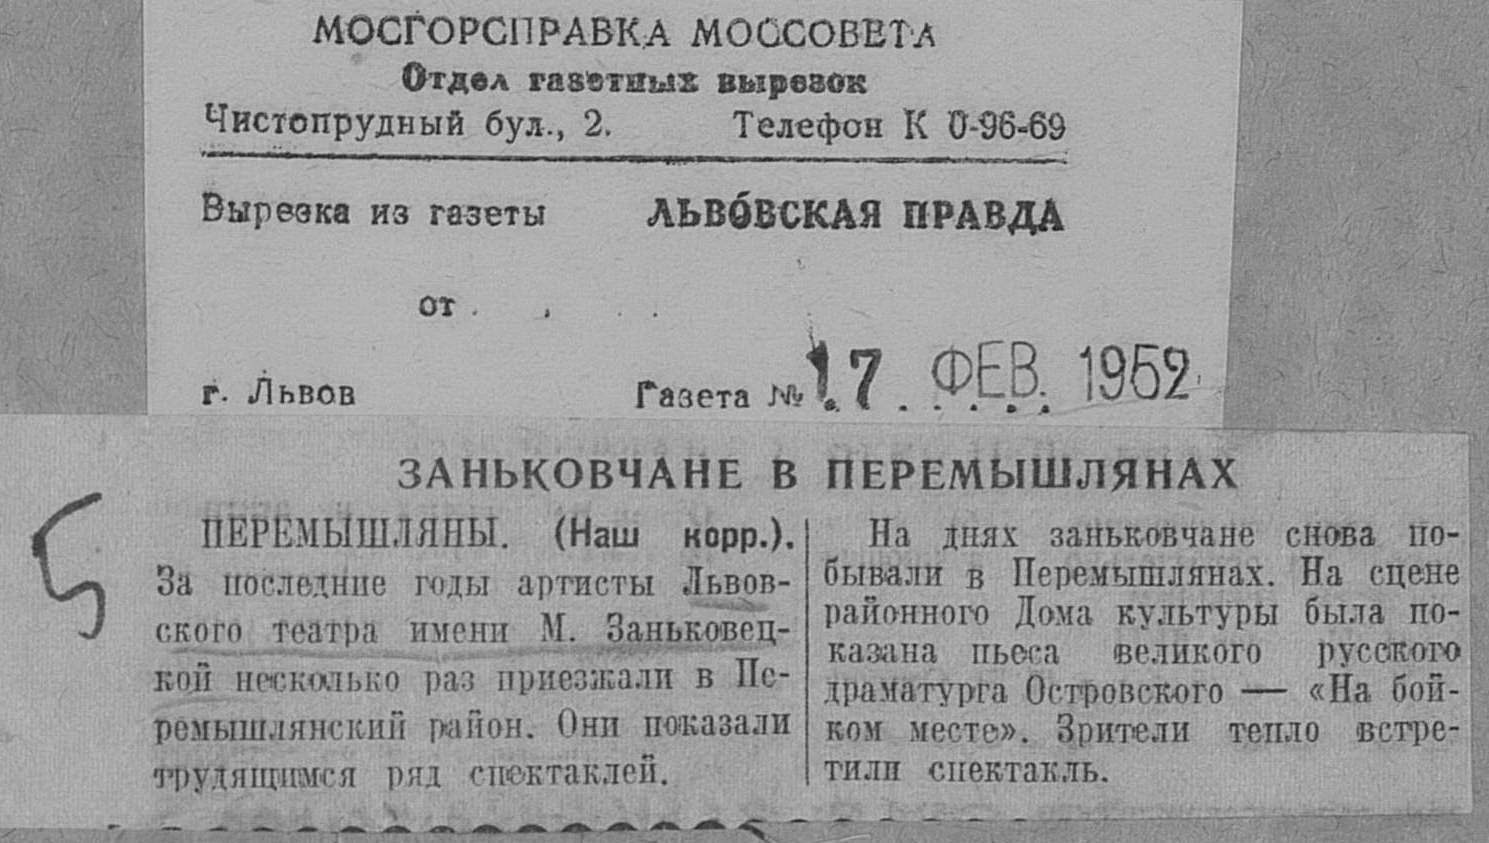 МОСГОРСПРАВКА МОССОВЕТА
Отдел газетных вырезок
Чистопрудный бул., 2. Телефон К 0-96-69
Вырезка из газеты ЛЬВОВСКАЯ ПРАВДА
от . . . .
г. Львов Газета № 17 ФЕВ. 1952
ЗАНЬКОВЧАНЕ В ПЕРЕМЫШЛЯНАХ
5
ПЕРЕМЫШЛЯНЫ. (Наш корр.).
За последние годы артисты Львов-
ского театра имени М. Заньковец-
кой несколько раз приезжали в Пе-
ремышлянский район. Они показали
трудящимся ряд спектаклей.
На днях заньковчане снова по-
бывали в Перемышлянах. На сцене
районного Дома культуры была по-
казана пьеса великого русского
драматурга Островского — «На бой-
ком месте». Зрители тепло встре-
тили спектакль.